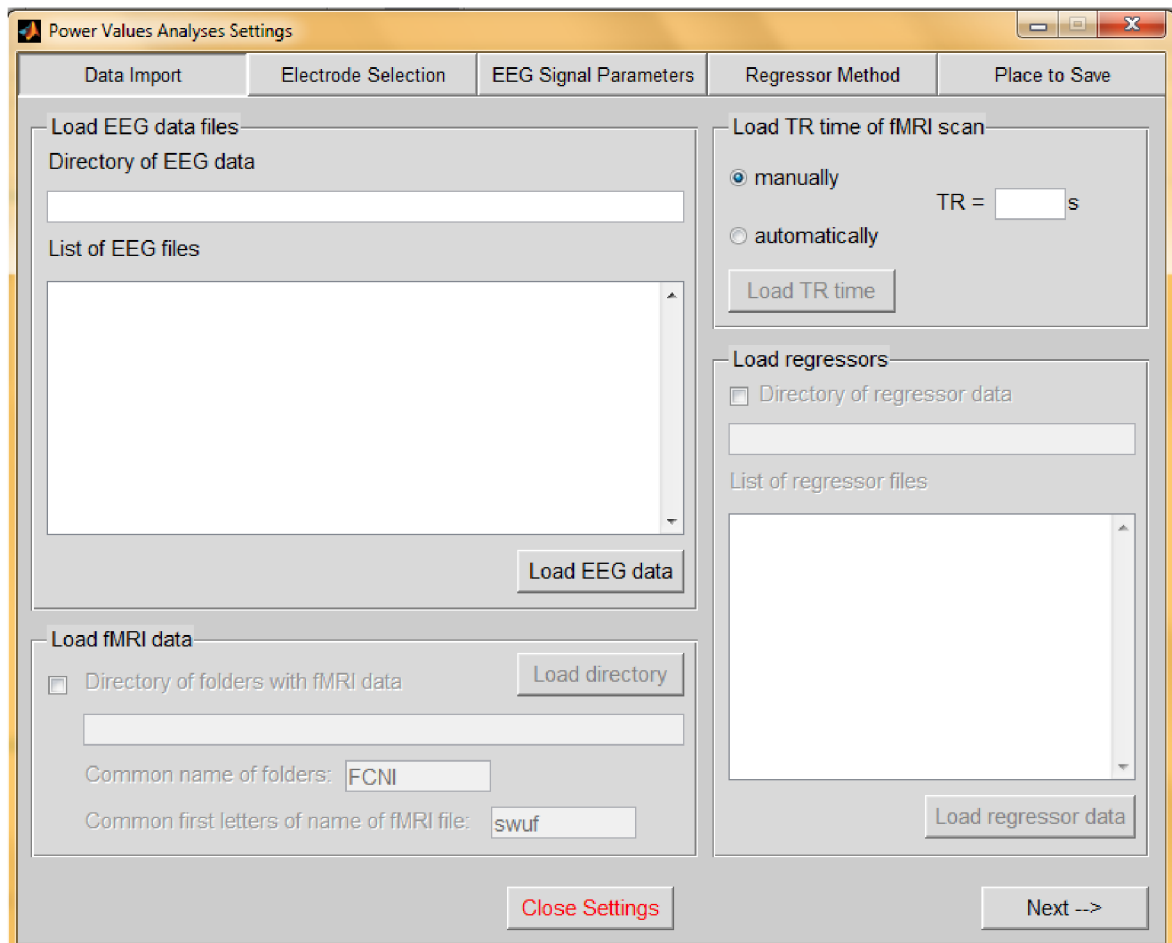 Power Values Analyses Settings
Data Import
Electrode Selection
EEG Signal Parameters
Regressor Method
Place to Save
Load EEG data files
Directory of EEG data
List of EEG files
Load EEG data
Load fMRI data
Directory of folders with fMRI data
Load directory
Common name of folders: FCNI
Common first letters of name of fMRI file: swuf
Load TR time of fMRI scan
manually
TR = s
automatically
Load TR time
Load regressors
Directory of regressor data
List of regressor files
Load regressor data
Close Settings
Next -->